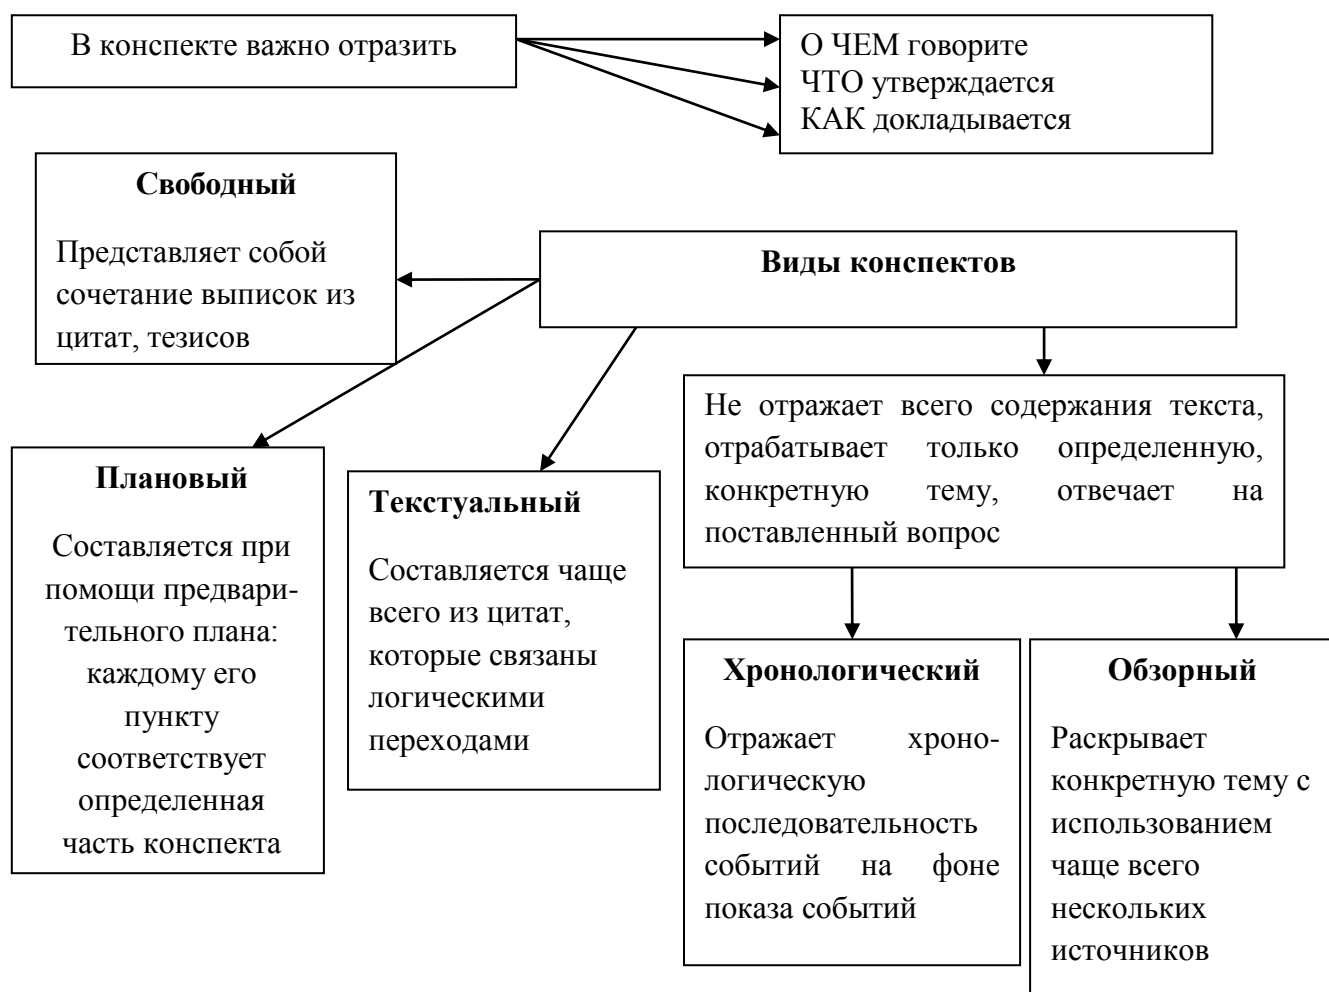 В конспекте важно отразить
О ЧЕМ говорите
ЧТО утверждается
КАК докладывается
Свободный
Представляет собой
сочетание выписок из
цитат, тезисов
Виды конспектов
Не отражает всего содержания текста,
отрабатывает только определенную,
конкретную тему, отвечает на
поставленный вопрос
Плановый
Составляется при
помощи предвари-
тельного плана:
каждому его
пункту
соответствует
определенная
часть конспекта
Текстуальный
Составляется чаще
всего из цитат,
которые связаны
логическими
переходами
Хронологический
Отражает хроно-
логическую
последовательность
событий на фоне
показа событий
Обзорный
Раскрывает
конкретную тему с
использованием
чаще всего
нескольких
источников